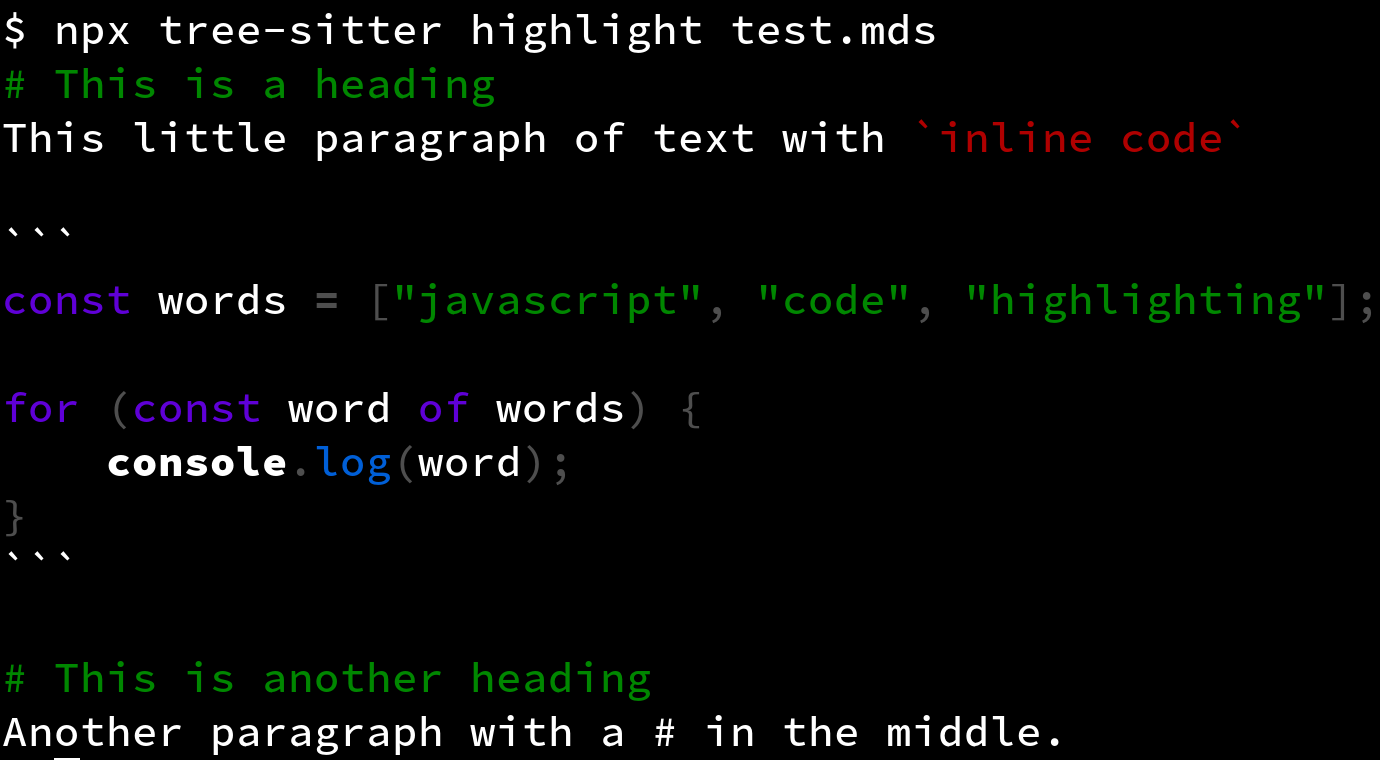 $ npx tree-sitter highlight test.mds
# This is a heading
This little paragraph of text with `inline code`
```
const words = ["javascript", "code", "highlighting"];
for (const word of words) {
    console.log(word);
}
```
# This is another heading
Another paragraph with a # in the middle.